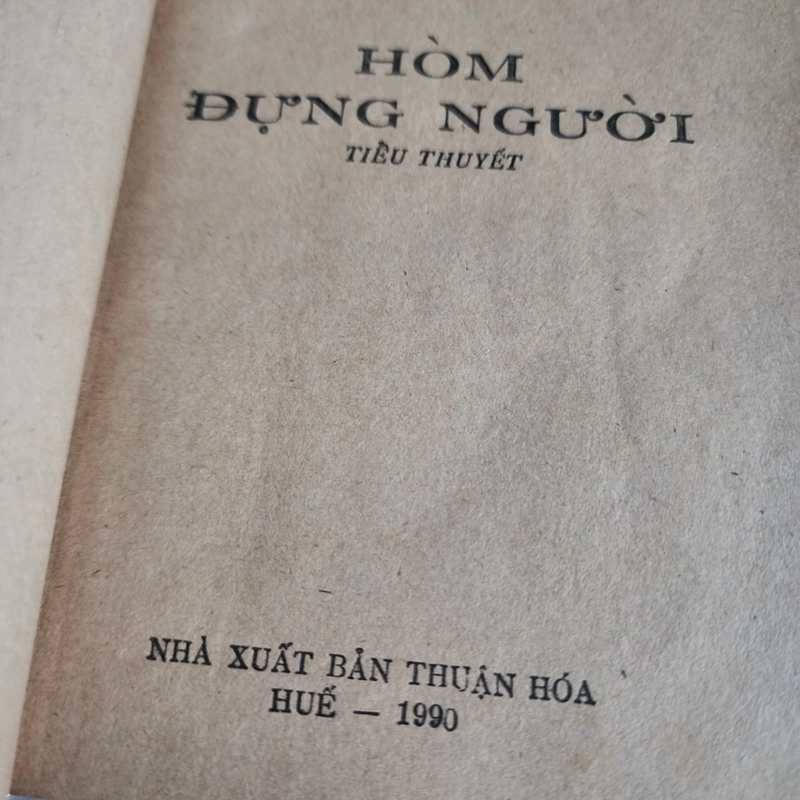 HÒM
ĐỰNG NGƯỜI
TIỂU THUYẾT
NHÀ XUẤT BẢN THUẬN HÓA
HUẾ — 1990